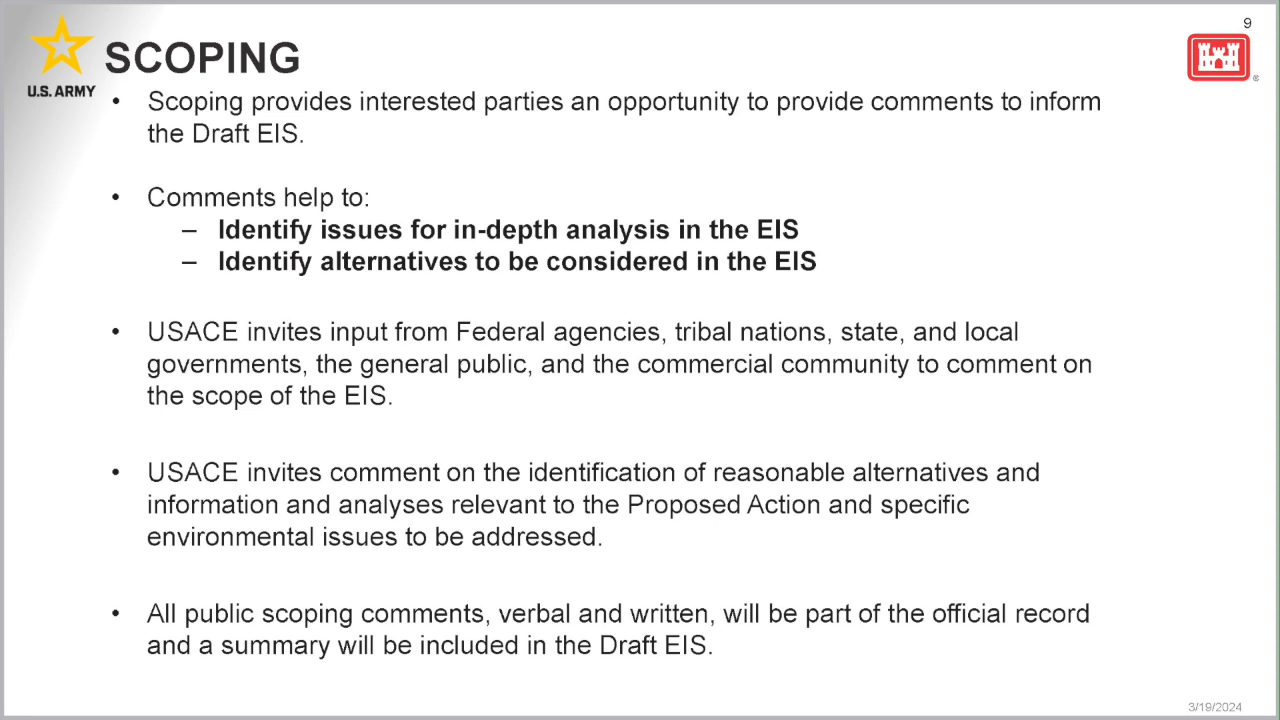 9
SCOPING
U.S. ARMY
®
• Scoping provides interested parties an opportunity to provide comments to inform
the Draft EIS.
• Comments help to:
– Identify issues for in-depth analysis in the EIS
– Identify alternatives to be considered in the EIS
• USACE invites input from Federal agencies, tribal nations, state, and local
governments, the general public, and the commercial community to comment on
the scope of the EIS.
• USACE invites comment on the identification of reasonable alternatives and
information and analyses relevant to the Proposed Action and specific
environmental issues to be addressed.
• All public scoping comments, verbal and written, will be part of the official record
and a summary will be included in the Draft EIS.
3/19/2024